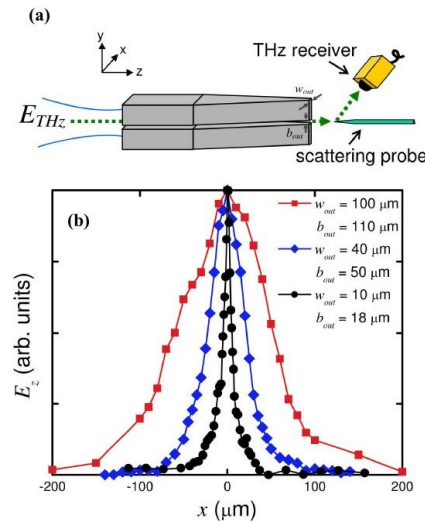 (a)
y
x
z
E_THz
w_out
b_out
THz receiver
scattering probe
(b)
w_out = 100 μm
b_out = 110 μm
w_out = 40 μm
b_out = 50 μm
w_out = 10 μm
b_out = 18 μm
E_z (arb. units)
-200 -100 0 100 200
x (μm)